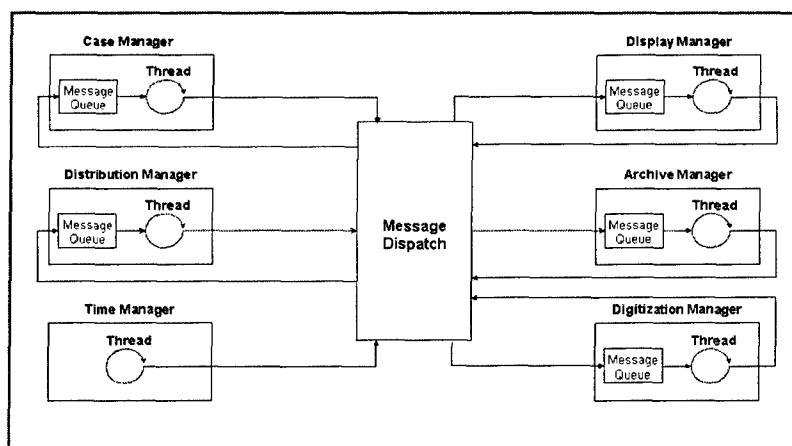 Case Manager
Thread
Message
Queue
Display Manager
Thread
Message
Queue
Distribution Manager
Thread
Message
Queue
Message
Dispatch
Archive Manager
Thread
Message
Queue
Time Manager
Thread
Digitization Manager
Thread
Message
Queue